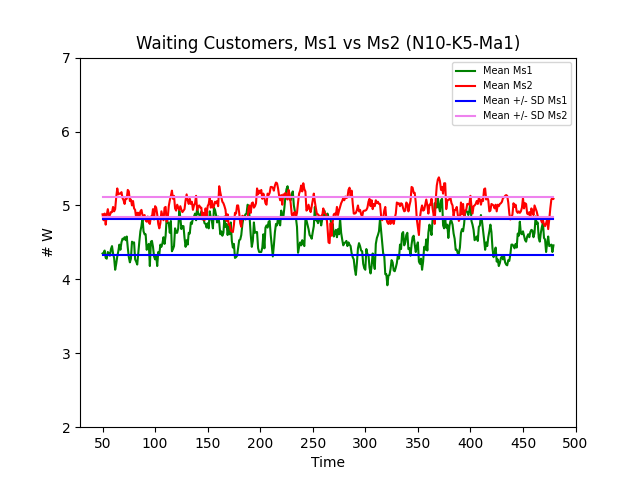 Waiting Customers, Ms1 vs Ms2 (N10-K5-Ma1)
Mean Ms1
Mean Ms2
Mean +/- SD Ms1
Mean +/- SD Ms2
7
6
5
4
3
2
# W
50 100 150 200 250 300 350 400 450 500
Time